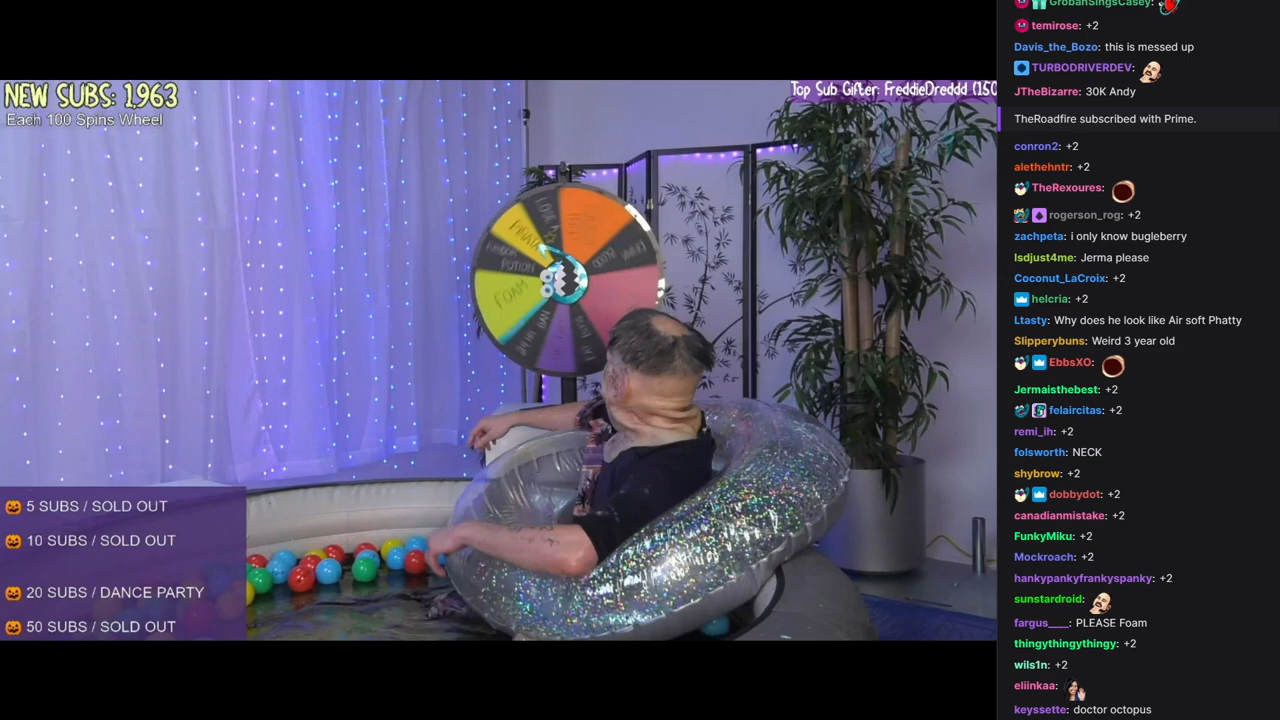 NEW SUBS: 1,963
Each 100 Spins Wheel
Top Sub Gifter: FreddieDreddd (150
POTION
FOAM
5 SUBS / SOLD OUT
10 SUBS / SOLD OUT
20 SUBS / DANCE PARTY
50 SUBS / SOLD OUT
GrobanSingsCasey:
temirose: +2
Davis_the_Bozo: this is messed up
TURBODRIVERDEV:
JTheBizarre: 30K Andy
TheRoadfire subscribed with Prime.
conron2: +2
alethehntr: +2
TheRexoures:
rogerson_rog: +2
zachpeta: i only know bugleberry
lsdjust4me: Jerma please
Coconut_LaCroix: +2
helcria: +2
Ltasty: Why does he look like Air soft Phatty
Slipperybuns: Weird 3 year old
EbbsXO:
Jermaisthebest: +2
felaircitas: +2
remi_ih: +2
folsworth: NECK
shybrow: +2
dobbydot: +2
canadianmistake: +2
FunkyMiku: +2
Mockroach: +2
hankypankyfrankyspanky: +2
sunstardroid:
fargus____: PLEASE Foam
thingythingythingy: +2
wils1n: +2
eliinkaa:
keyssette: doctor octopus